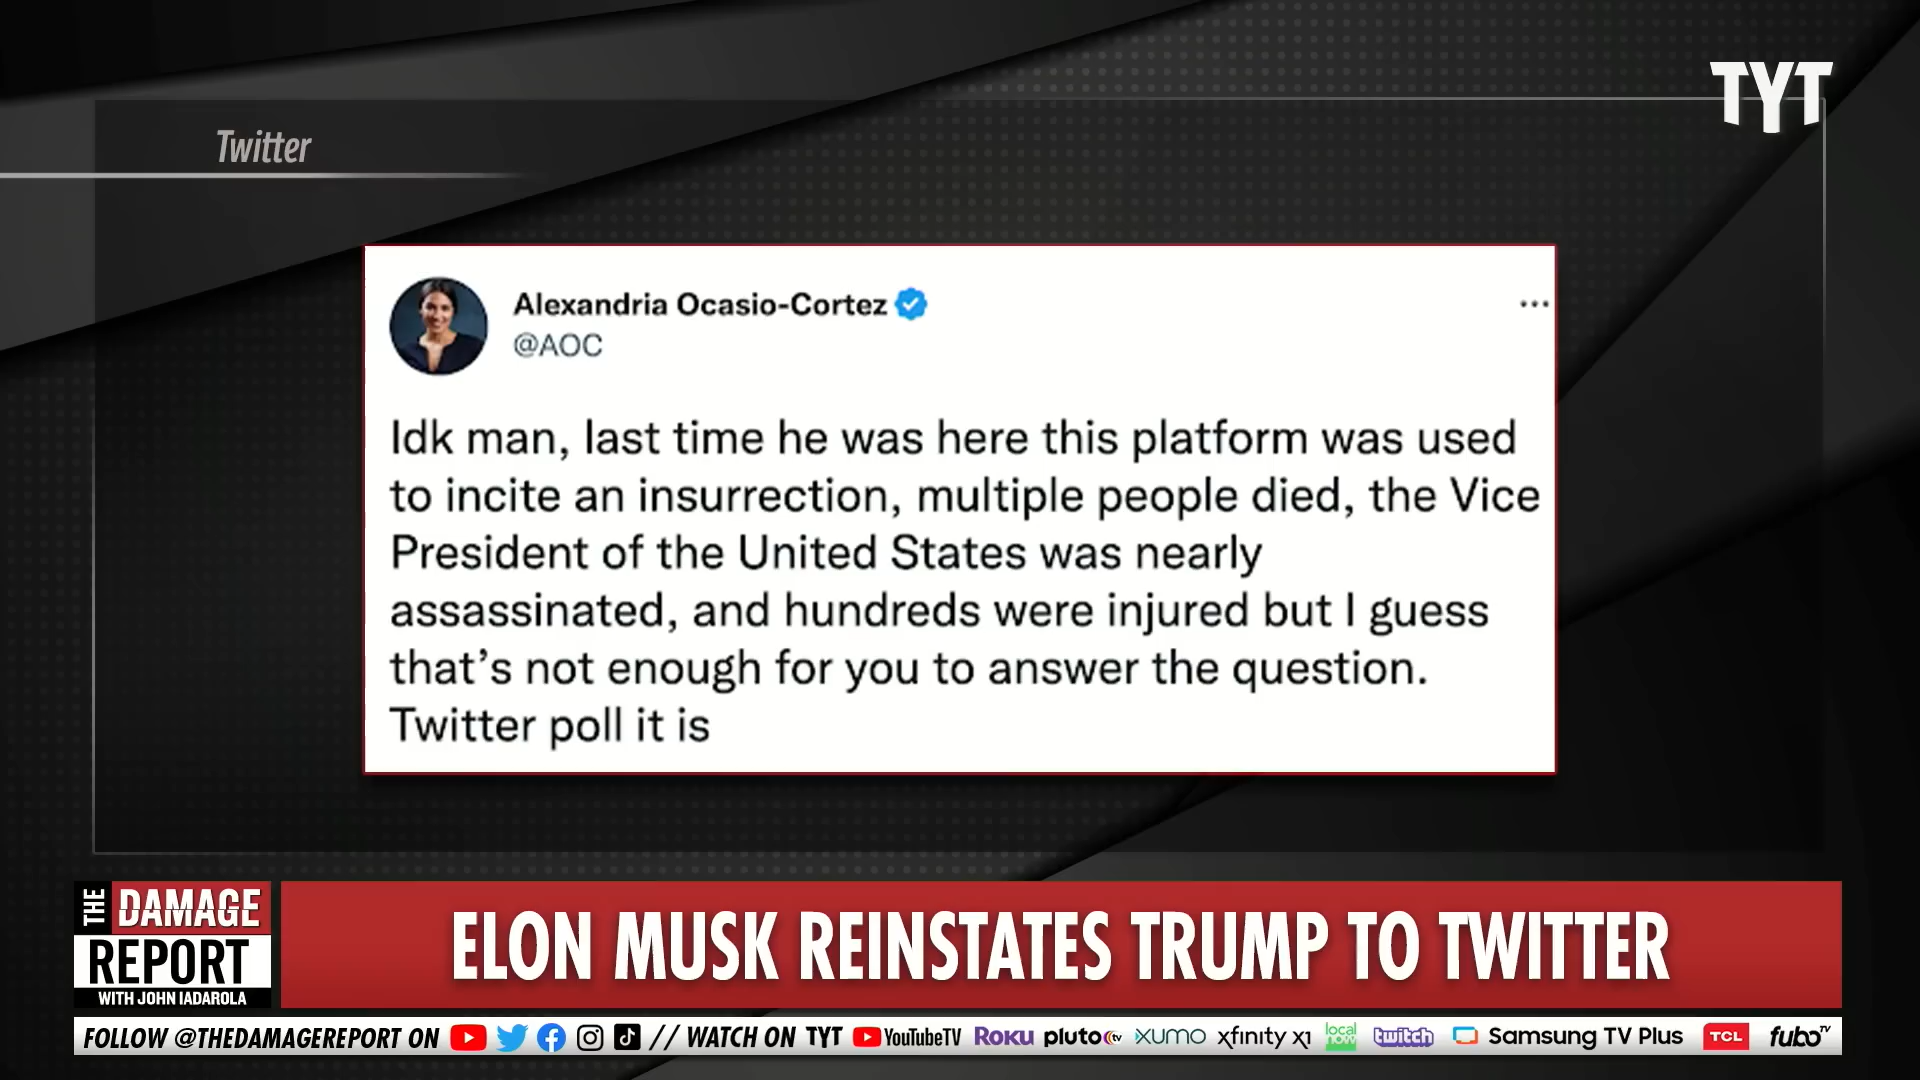 TYT
Twitter
Alexandria Ocasio-Cortez
@AOC
Idk man, last time he was here this platform was used
to incite an insurrection, multiple people died, the Vice
President of the United States was nearly
assassinated, and hundreds were injured but I guess
that's not enough for you to answer the question.
Twitter poll it is
THE DAMAGE
REPORT
WITH JOHN IADAROLA
ELON MUSK REINSTATES TRUMP TO TWITTER
FOLLOW @THEDAMAGEREPORT ON // WATCH ON TYT YouTubeTV ROKU pluto tv XUMO xfinity x1 local now twitch Samsung TV Plus TCL fubo TV